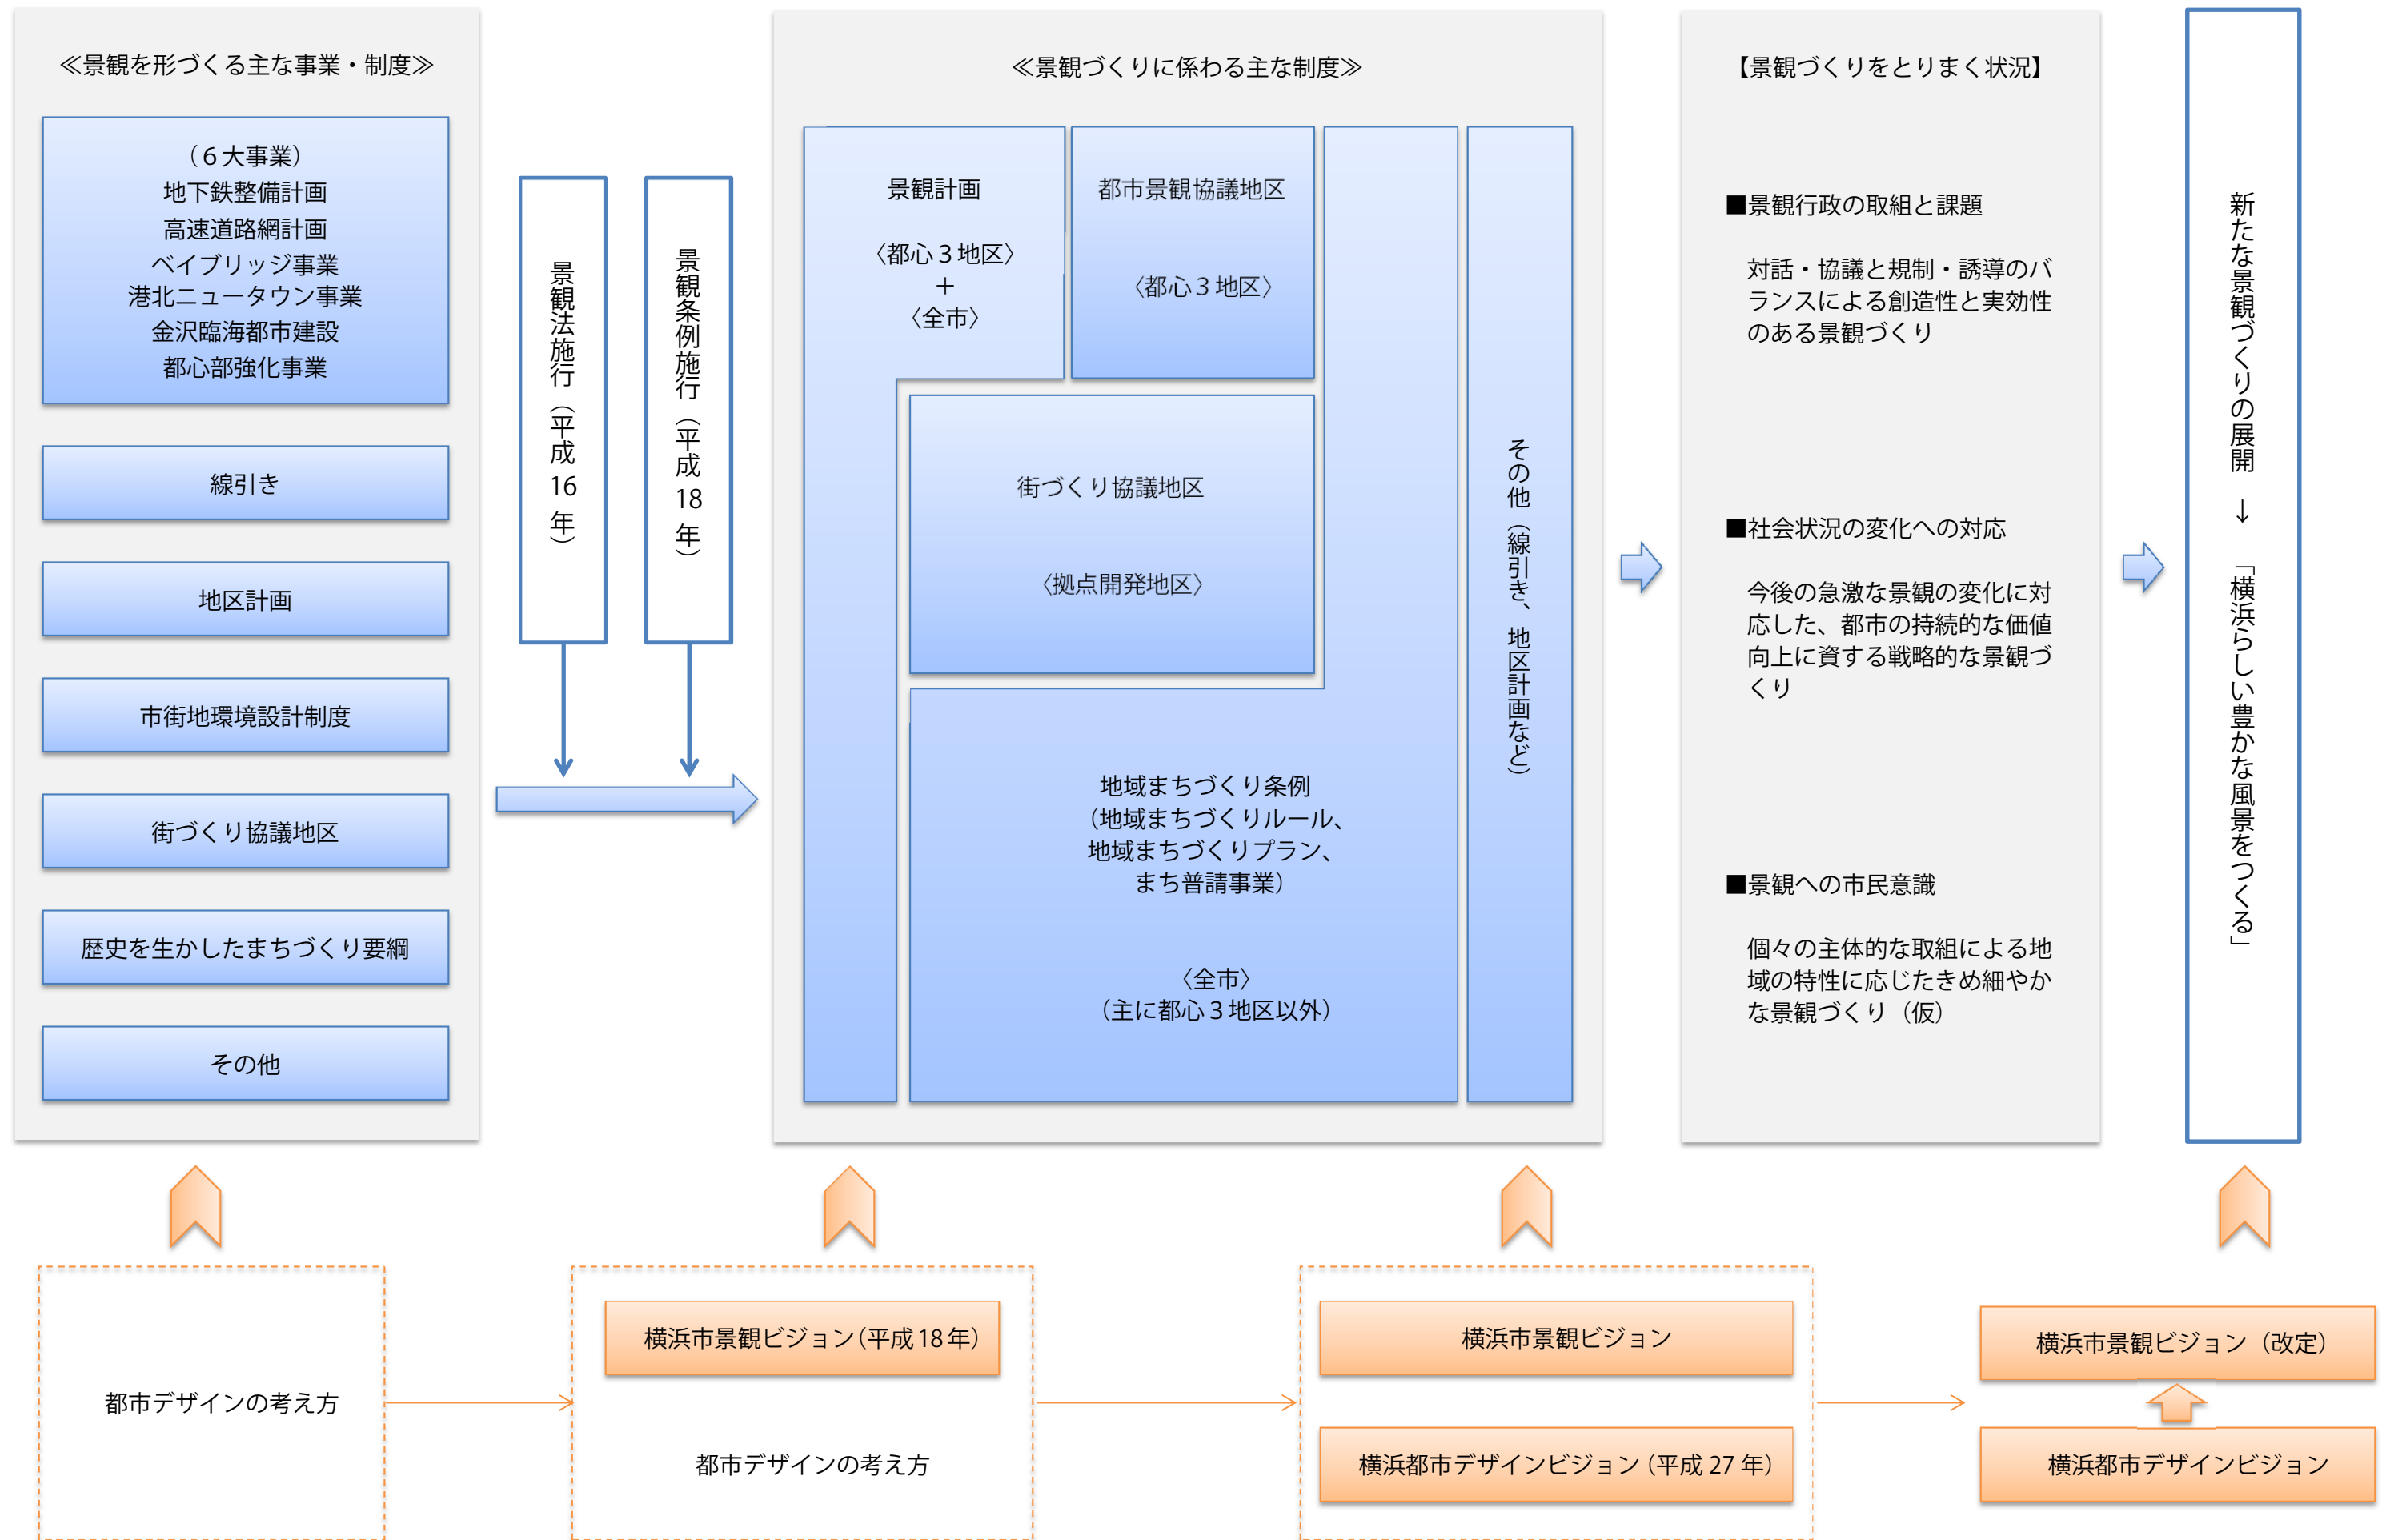 ≪景観を形づくる主な事業・制度≫
（６大事業）
地下鉄整備計画
高速道路網計画
ベイブリッジ事業
港北ニュータウン事業
金沢臨海都市建設
都心部強化事業
線引き
地区計画
市街地環境設計制度
街づくり協議地区
歴史を生かしたまちづくり要綱
その他
景観法施行（平成16年）
景観条例施行（平成18年）
≪景観づくりに係わる主な制度≫
景観計画
〈都心３地区〉
＋
〈全市〉
都市景観協議地区
〈都心３地区〉
街づくり協議地区
〈拠点開発地区〉
地域まちづくり条例
（地域まちづくりルール、
地域まちづくりプラン、
まち普請事業）
〈全市〉
（主に都心３地区以外）
その他（線引き、地区計画など）
【景観づくりをとりまく状況】
■景観行政の取組と課題
対話・協議と規制・誘導のバ
ランスによる創造性と実効性
のある景観づくり
■社会状況の変化への対応
今後の急激な景観の変化に対
応した、都市の持続的な価値
向上に資する戦略的な景観づ
くり
■景観への市民意識
個々の主体的な取組による地
域の特性に応じたきめ細やか
な景観づくり（仮）
新たな景観づくりの展開 → 「横浜らしい豊かな風景をつくる」
都市デザインの考え方
横浜市景観ビジョン（平成18年）
都市デザインの考え方
横浜市景観ビジョン
横浜都市デザインビジョン（平成27年）
横浜市景観ビジョン（改定）
横浜都市デザインビジョン